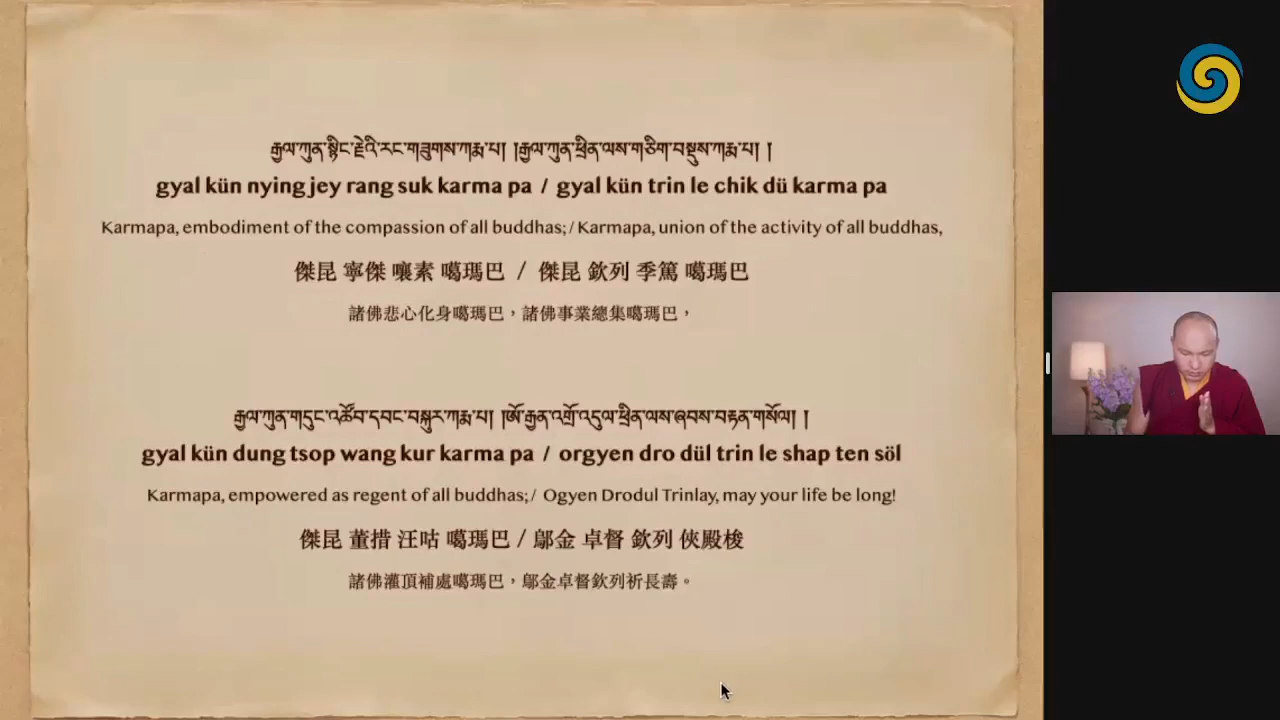 རྒྱལ་ཀུན་སྙིང་རྗེའི་རང་གཟུགས་ཀརྨ་པ། །རྒྱལ་ཀུན་ཕྲིན་ལས་གཅིག་བསྡུས་ཀརྨ་པ། །
gyal kün nying jey rang suk karma pa / gyal kün trin le chik dü karma pa
Karmapa, embodiment of the compassion of all buddhas; / Karmapa, union of the activity of all buddhas,
傑昆 寧傑 嚷素 噶瑪巴 / 傑昆 欽列 季篤 噶瑪巴
諸佛悲心化身噶瑪巴，諸佛事業總集噶瑪巴，
རྒྱལ་ཀུན་གདུང་འཚོབ་དབང་བསྐུར་ཀརྨ་པ། །ཨོ་རྒྱན་འགྲོ་འདུལ་ཕྲིན་ལས་ཞབས་བརྟན་གསོལ། །
gyal kün dung tsop wang kur karma pa / orgyen dro dül trin le shap ten söl
Karmapa, empowered as regent of all buddhas; / Ogyen Drodul Trinlay, may your life be long!
傑昆 董措 汪咕 噶瑪巴 / 鄔金 卓督 欽列 俠殿梭
諸佛灌頂補處噶瑪巴，鄔金卓督欽列祈長壽。